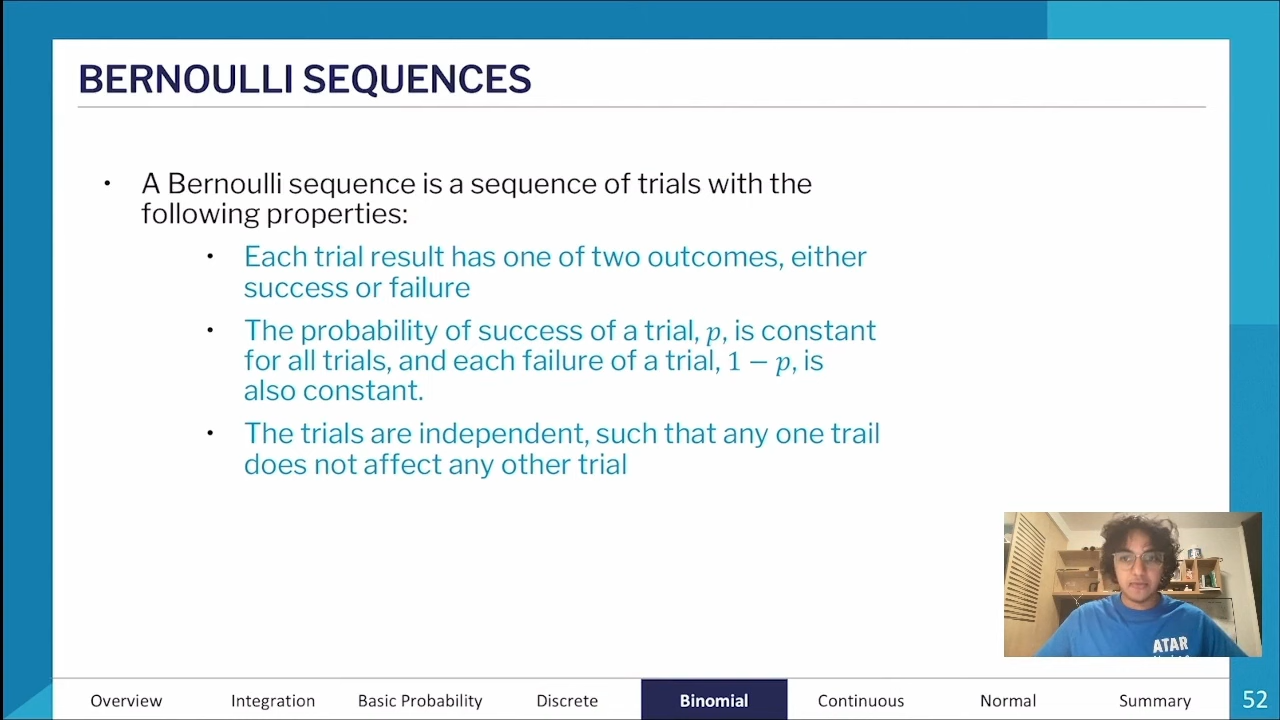 BERNOULLI SEQUENCES
• A Bernoulli sequence is a sequence of trials with the
following properties:
• Each trial result has one of two outcomes, either
success or failure
• The probability of success of a trial, p, is constant
for all trials, and each failure of a trial, 1 − p, is
also constant.
• The trials are independent, such that any one trail
does not affect any other trial
ATAR
Overview Integration Basic Probability Discrete Binomial Continuous Normal Summary 52